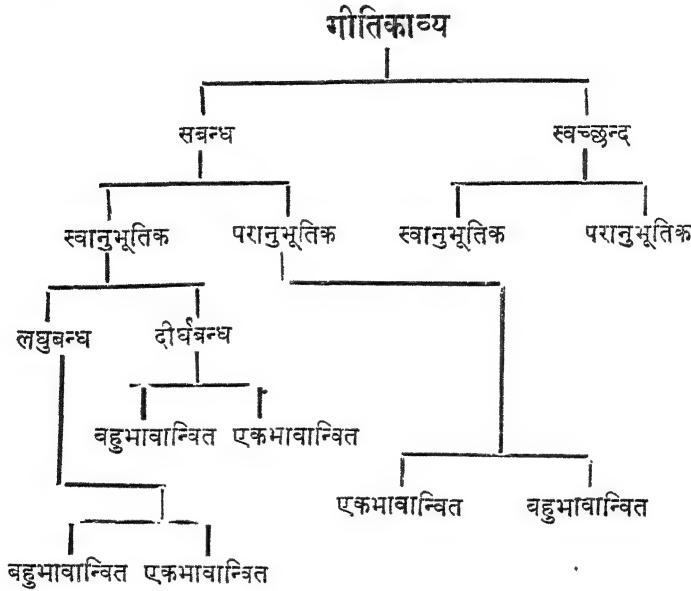 गीतिकाव्य
सबन्ध स्वच्छन्द
स्वानुभूतिक परानुभूतिक स्वानुभूतिक परानुभूतिक
लघुबन्ध दीर्घबन्ध
बहुभावान्वित एकभावान्वित
एकभावान्वित बहुभावान्वित
बहुभावान्वित एकभावान्वित